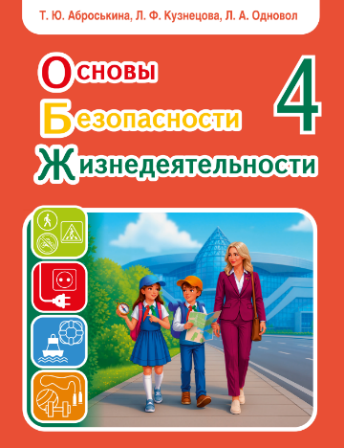 Т. Ю. Аброськина, Л. Ф. Кузнецова, Л. А. Одновол
Основы
Безопасности
Жизнедеятельности
4